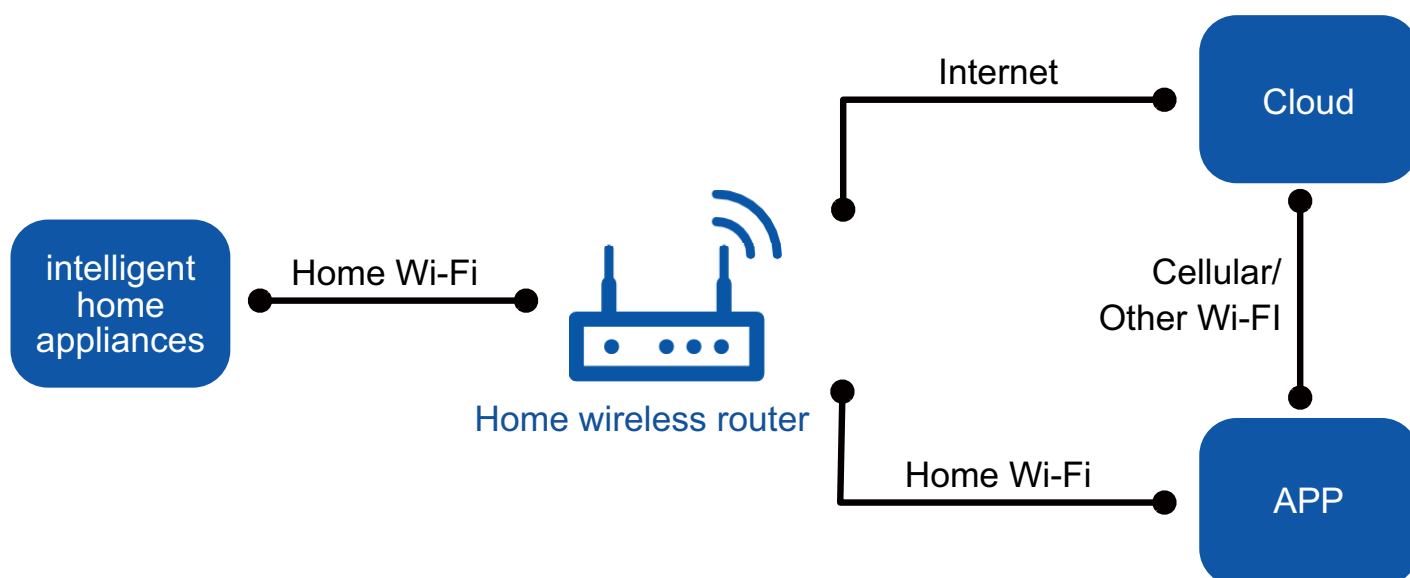 Internet
Cloud
intelligent
home
appliances
Home Wi-Fi
Cellular/
Other Wi-FI
Home wireless router
Home Wi-Fi
APP